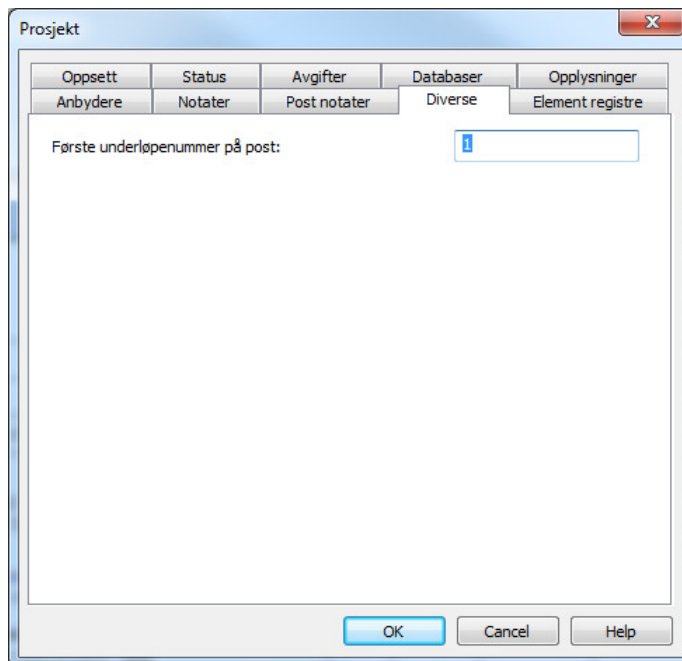 Prosjekt
Oppsett Status Avgifter Databaser Opplysninger
Anbydere Notater Post notater Diverse Element registre
Første underløpenummer på post: 1
OK Cancel Help